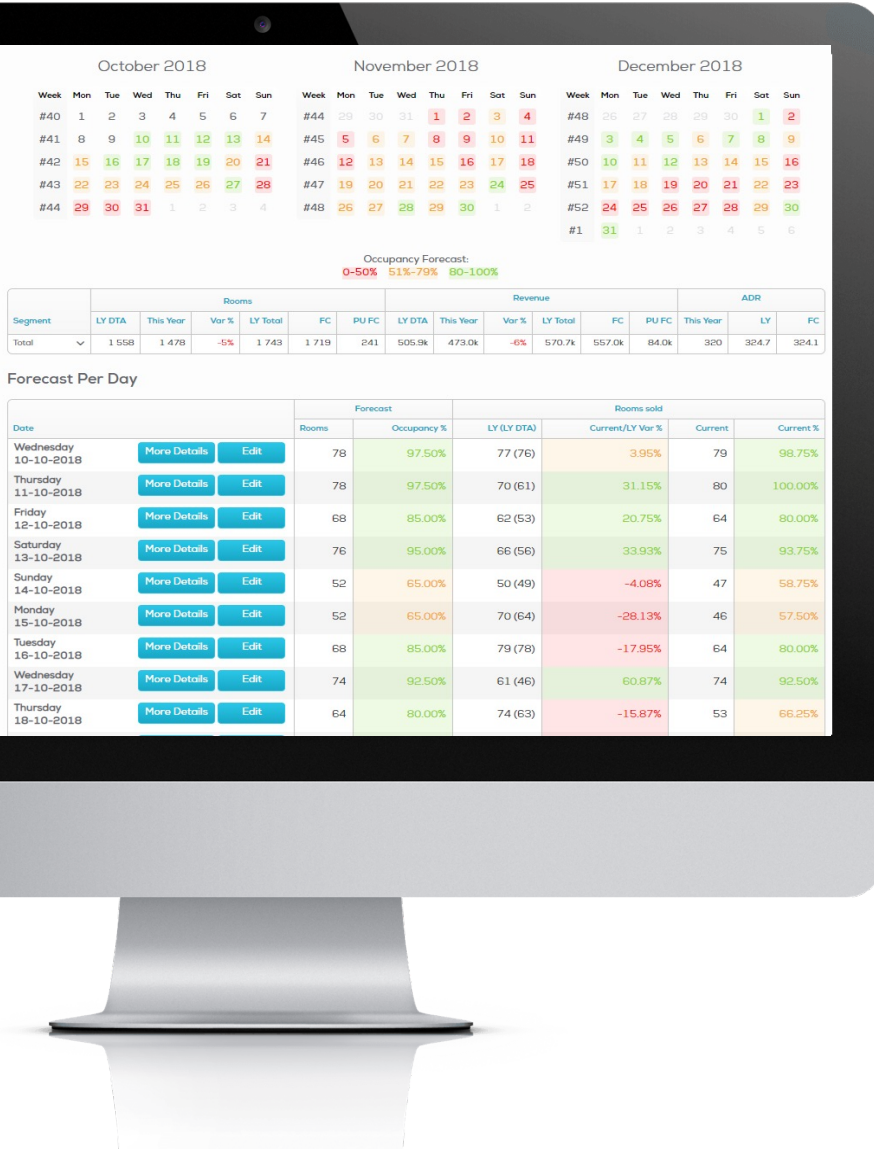 October 2018 November 2018 December 2018
Week Mon Tue Wed Thu Fri Sat Sun Week Mon Tue Wed Thu Fri Sat Sun Week Mon Tue Wed Thu Fri Sat Sun
#40 1 2 3 4 5 6 7 #44 29 30 31 1 2 3 4 #48 26 27 28 29 30 1 2
#41 8 9 10 11 12 13 14 #45 5 6 7 8 9 10 11 #49 3 4 5 6 7 8 9
#42 15 16 17 18 19 20 21 #46 12 13 14 15 16 17 18 #50 10 11 12 13 14 15 16
#43 22 23 24 25 26 27 28 #47 19 20 21 22 23 24 25 #51 17 18 19 20 21 22 23
#44 29 30 31 1 2 3 4 #48 26 27 28 29 30 1 2 #52 24 25 26 27 28 29 30
#1 31 1 2 3 4 5 6
Occupancy Forecast:
0-50% 51%-79% 80-100%
Rooms Revenue ADR
Segment LY DTA This Year Var % LY Total FC PU FC LY DTA This Year Var % LY Total FC PU FC This Year LY FC
Total 1 558 1 478 -5% 1 743 1 719 241 505.9k 473.0k -6% 570.7k 557.0k 84.0k 320 324.7 324.1
Forecast Per Day
Forecast Rooms sold
Date Rooms Occupancy % LY (LY DTA) Current/LY Var % Current Current %
Wednesday
10-10-2018 More Details Edit 78 97.50% 77 (76) 3.95% 79 98.75%
Thursday
11-10-2018 More Details Edit 78 97.50% 70 (61) 31.15% 80 100.00%
Friday
12-10-2018 More Details Edit 68 85.00% 62 (53) 20.75% 64 80.00%
Saturday
13-10-2018 More Details Edit 76 95.00% 66 (56) 33.93% 75 93.75%
Sunday
14-10-2018 More Details Edit 52 65.00% 50 (49) -4.08% 47 58.75%
Monday
15-10-2018 More Details Edit 52 65.00% 70 (64) -28.13% 46 57.50%
Tuesday
16-10-2018 More Details Edit 68 85.00% 79 (78) -17.95% 64 80.00%
Wednesday
17-10-2018 More Details Edit 74 92.50% 61 (46) 60.87% 74 92.50%
Thursday
18-10-2018 More Details Edit 64 80.00% 74 (63) -15.87% 53 66.25%